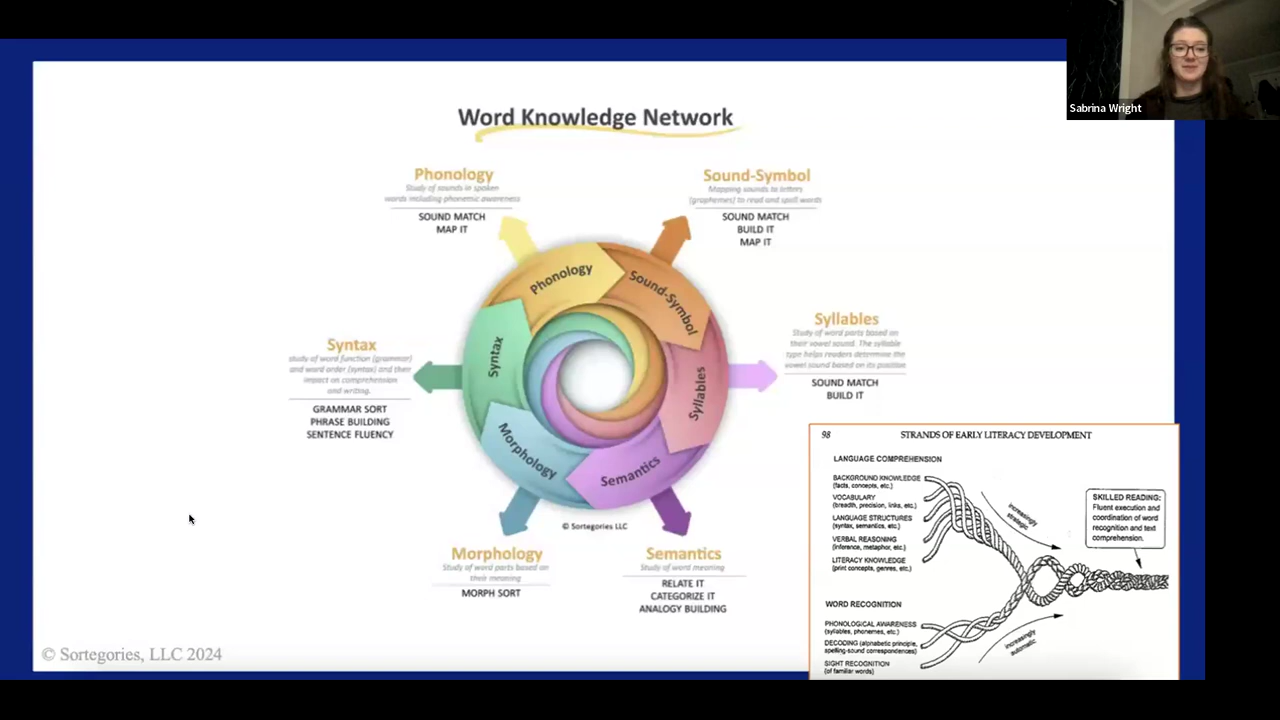 Sabrina Wright
Word Knowledge Network
Phonology
Study of sounds in spoken
words including phonemic awareness
SOUND MATCH
MAP IT
Sound-Symbol
Mapping sounds to letters
(graphemes) to read and spell words
SOUND MATCH
BUILD IT
MAP IT
Syllables
Study of word parts based on
their vowel sound. The syllable
type helps readers determine the
vowel sound based on its position
SOUND MATCH
BUILD IT
Syntax
study of word function (grammar)
and word order (syntax) and their
impact on comprehension
and writing.
GRAMMAR SORT
PHRASE BUILDING
SENTENCE FLUENCY
Phonology
Sound-Symbol
Syllables
Semantics
Morphology
Syntax
© Sortegories LLC
Morphology
Study of word parts based on
their meaning
MORPH SORT
Semantics
Study of word meaning
RELATE IT
CATEGORIZE IT
ANALOGY BUILDING
98
STRANDS OF EARLY LITERACY DEVELOPMENT
LANGUAGE COMPREHENSION
BACKGROUND KNOWLEDGE
(facts, concepts, etc.)
VOCABULARY
(breadth, precision, links, etc.)
LANGUAGE STRUCTURES
(syntax, semantics, etc.)
VERBAL REASONING
(inference, metaphor, etc.)
LITERACY KNOWLEDGE
(print concepts, genres, etc.)
increasingly
strategic
SKILLED READING:
Fluent execution and
coordination of word
recognition and text
comprehension.
WORD RECOGNITION
PHONOLOGICAL AWARENESS
(syllables, phonemes, etc.)
DECODING (alphabetic principle,
spelling-sound correspondences)
SIGHT RECOGNITION
(of familiar words)
increasingly
automatic
© Sortegories, LLC 2024